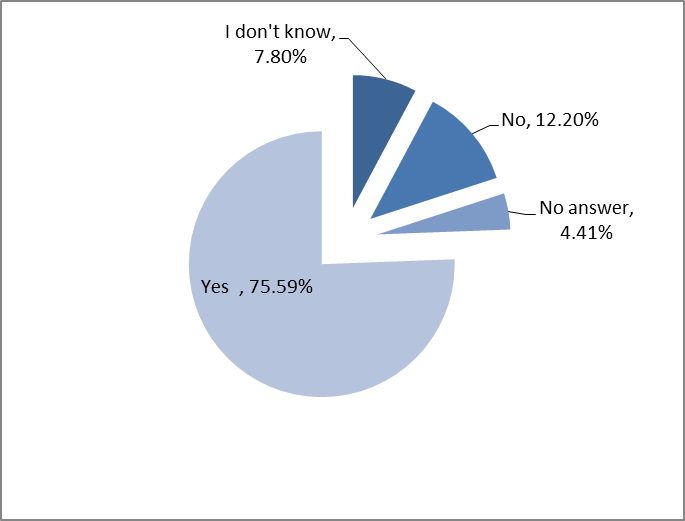 I don't know,
7.80%
No, 12.20%
No answer,
4.41%
Yes  , 75.59%